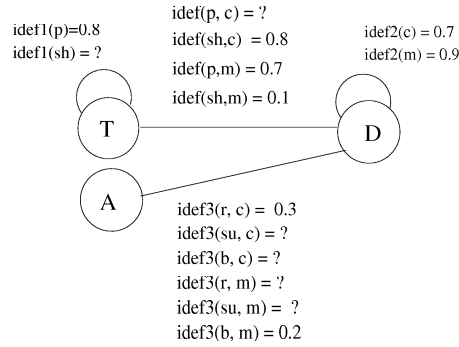 idef(p, c) = ?
idef1(p)=0.8
idef1(sh) = ?
idef(sh,c) = 0.8
idef(p,m) = 0.7
idef(sh,m) = 0.1
idef2(c) = 0.7
idef2(m) = 0.9
T
D
A
idef3(r, c) = 0.3
idef3(su, c) = ?
idef3(b, c) = ?
idef3(r, m) = ?
idef3(su, m) = ?
idef3(b, m) = 0.2